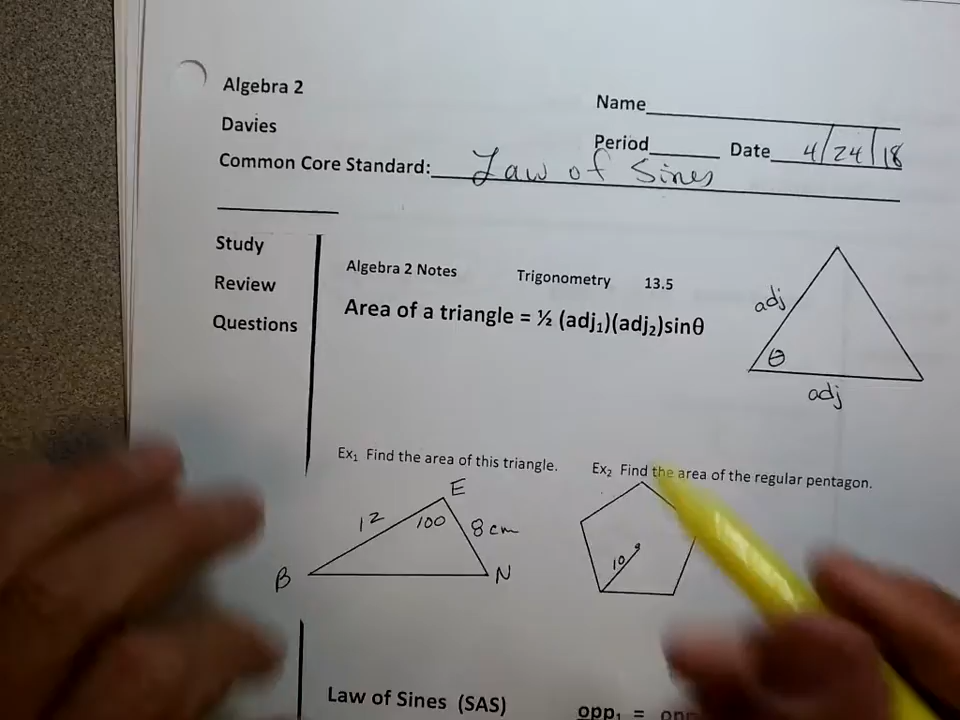 Algebra 2
Name
Davies
Period Date 4/24/18
Common Core Standard: Law of Sines
Study
Review
Questions
Algebra 2 Notes Trigonometry 13.5
Area of a triangle = ½ (adj₁)(adj₂)sinθ
adj
θ
adj
Ex₁ Find the area of this triangle.
E
12
100
8 cm
B
N
Ex₂ Find the area of the regular pentagon.
10
Law of Sines (SAS)
opp₁ =